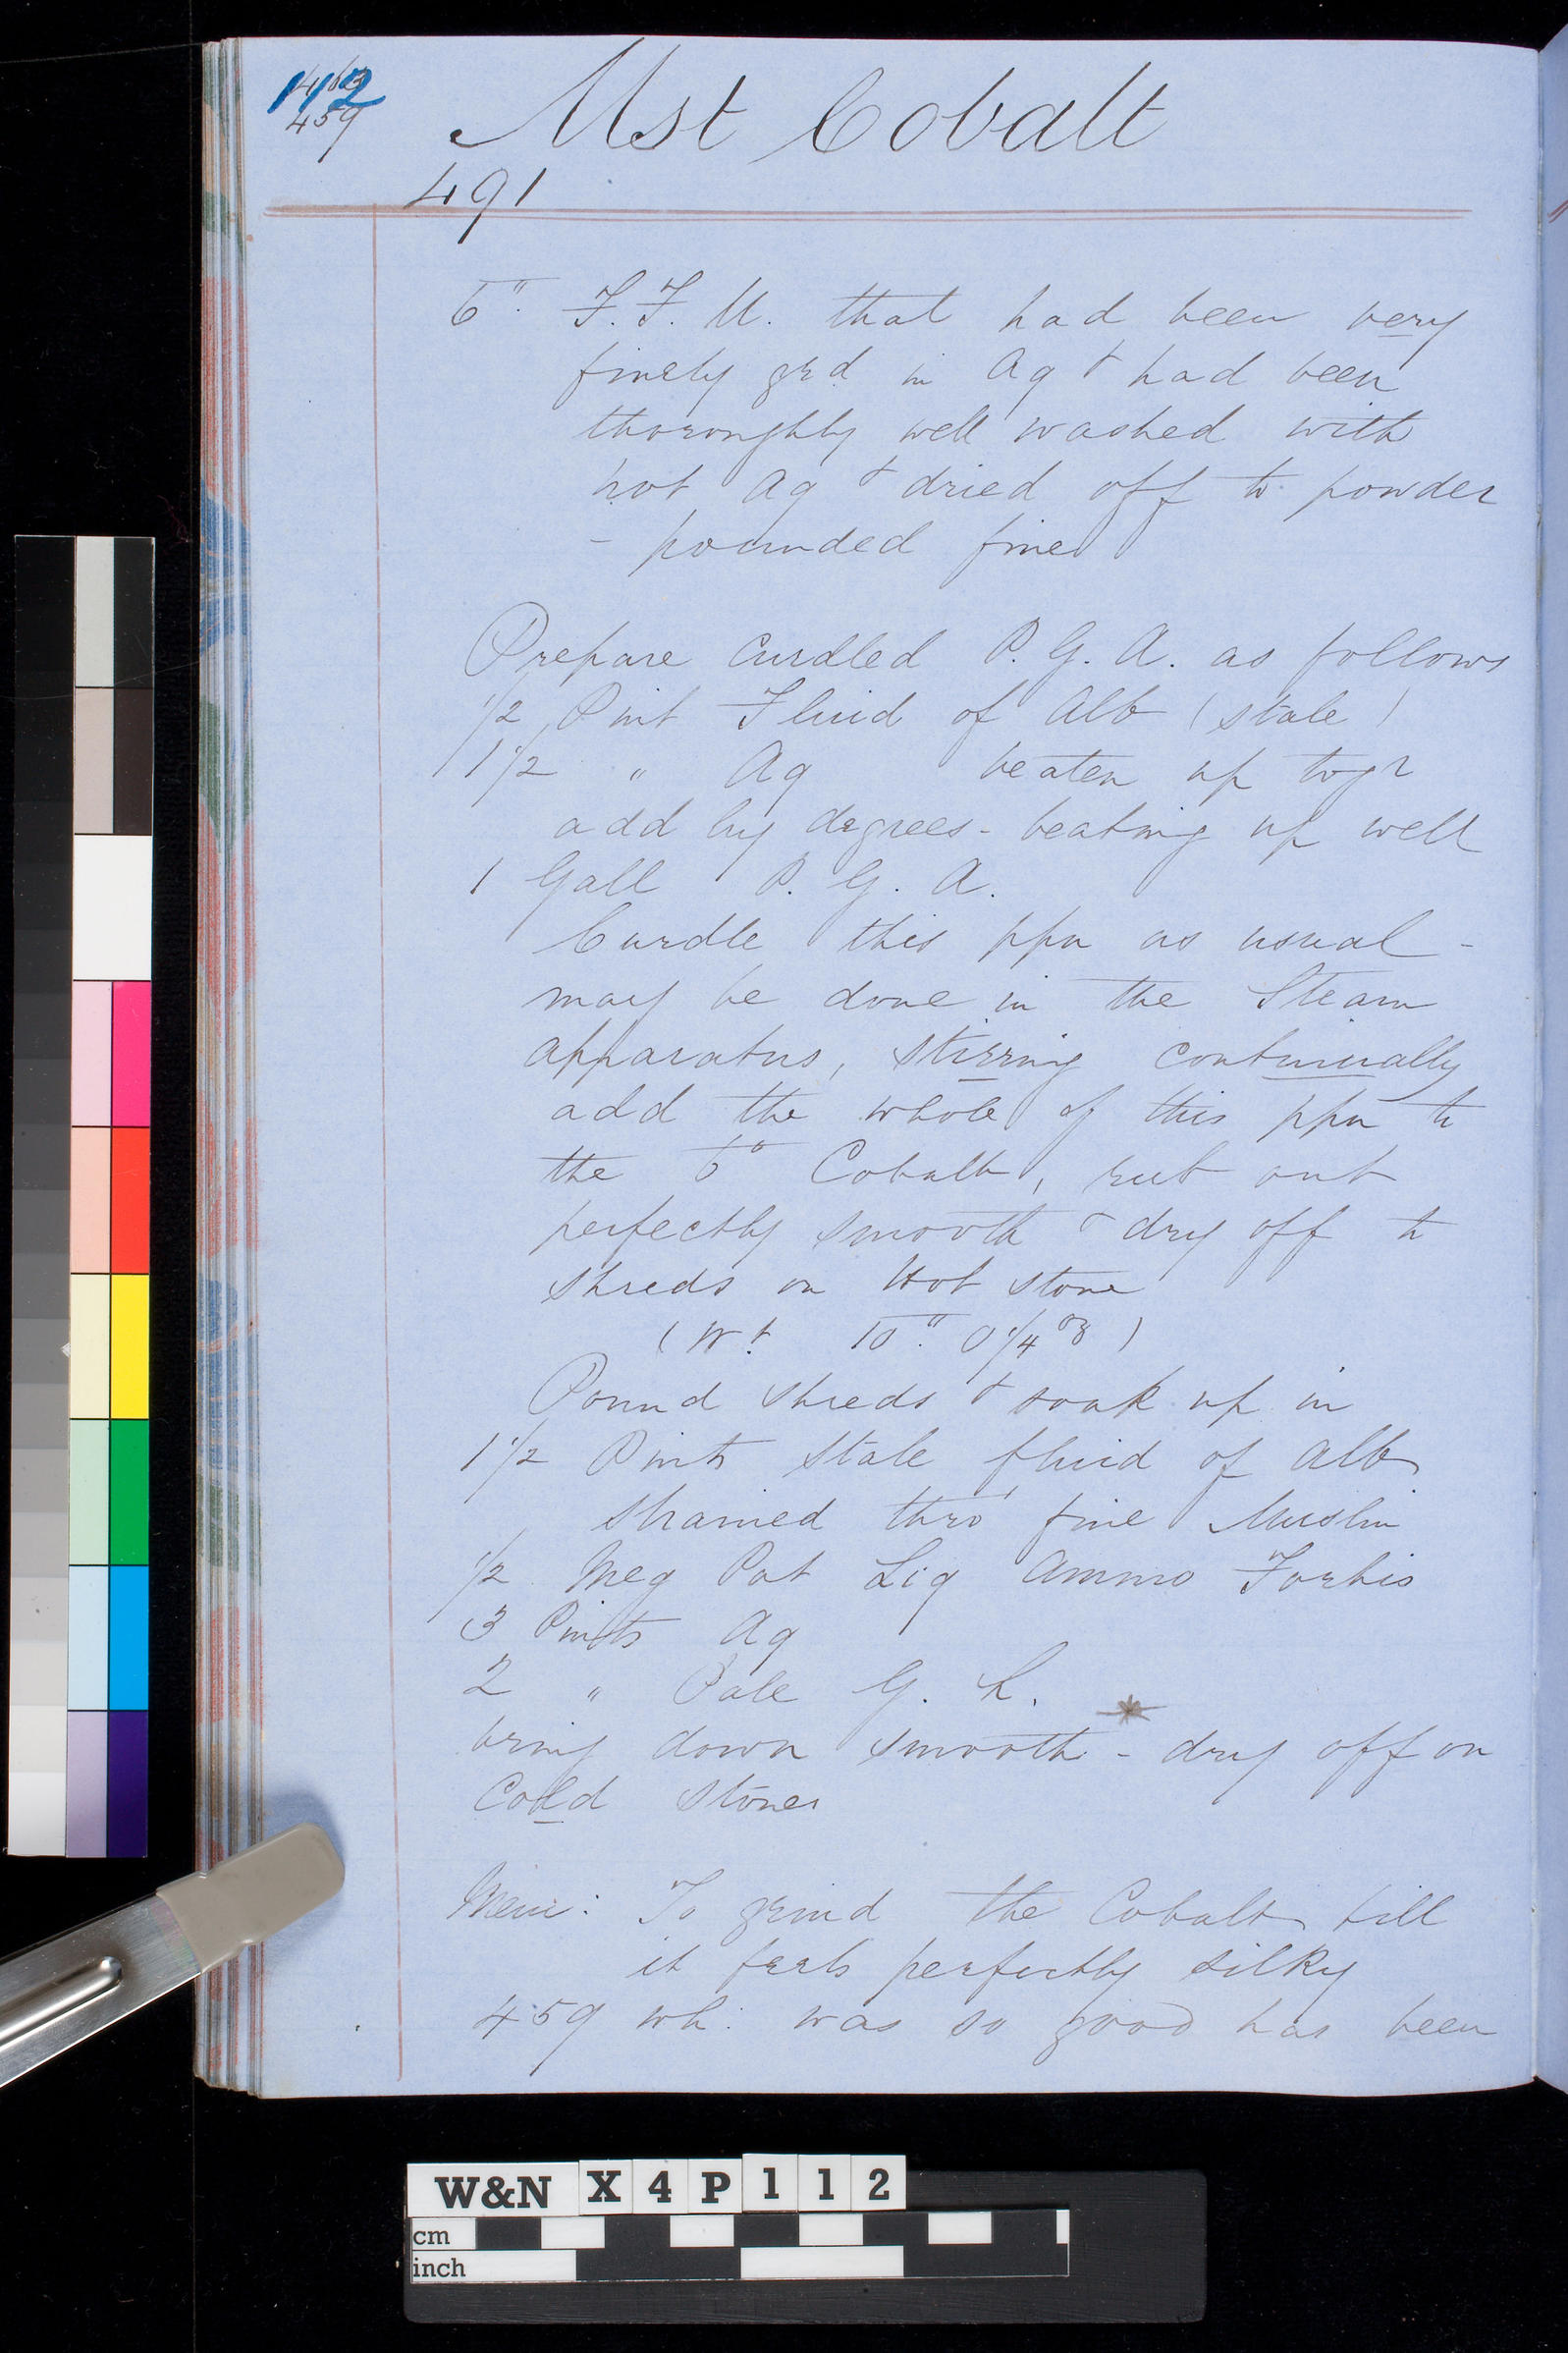 112
459
Mst Cobalt
491
6". F.F.U. that had been very
finely grd in Aq & had been
thoroughly well washed with
hot Aq & dried off to powder
- pounded fine
Prepare Curdled P.G.A. as follows
1/2 Pint Fluid of Alb (stale)
1 1/2 " Aq beaten up togr
add by degrees - beating up well
1 Gall P.G.A.
Curdle this ppn as usual -
may be done in the Steam
apparatus, stirring continually
add the whole of this ppn to
the 6" Cobalt, rub out
perfectly smooth & dry off to
shreds on Hot stone
(Wt 10". 0 1/4 oz)
Pound shreds & soak up in
1 1/2 Pints stale fluid of Alb
strained thro' fine Muslin
1/2 Meg Pot Liq Ammo Fortis
3 Pints Aq
2 " Pale G. L.
bring down smooth - dry off on
Cold stones
Mem: To grind the Cobalt till
it feels perfectly silky
459 wh: was so good has been
W&N X 4 P 1 1 2
cm
inch